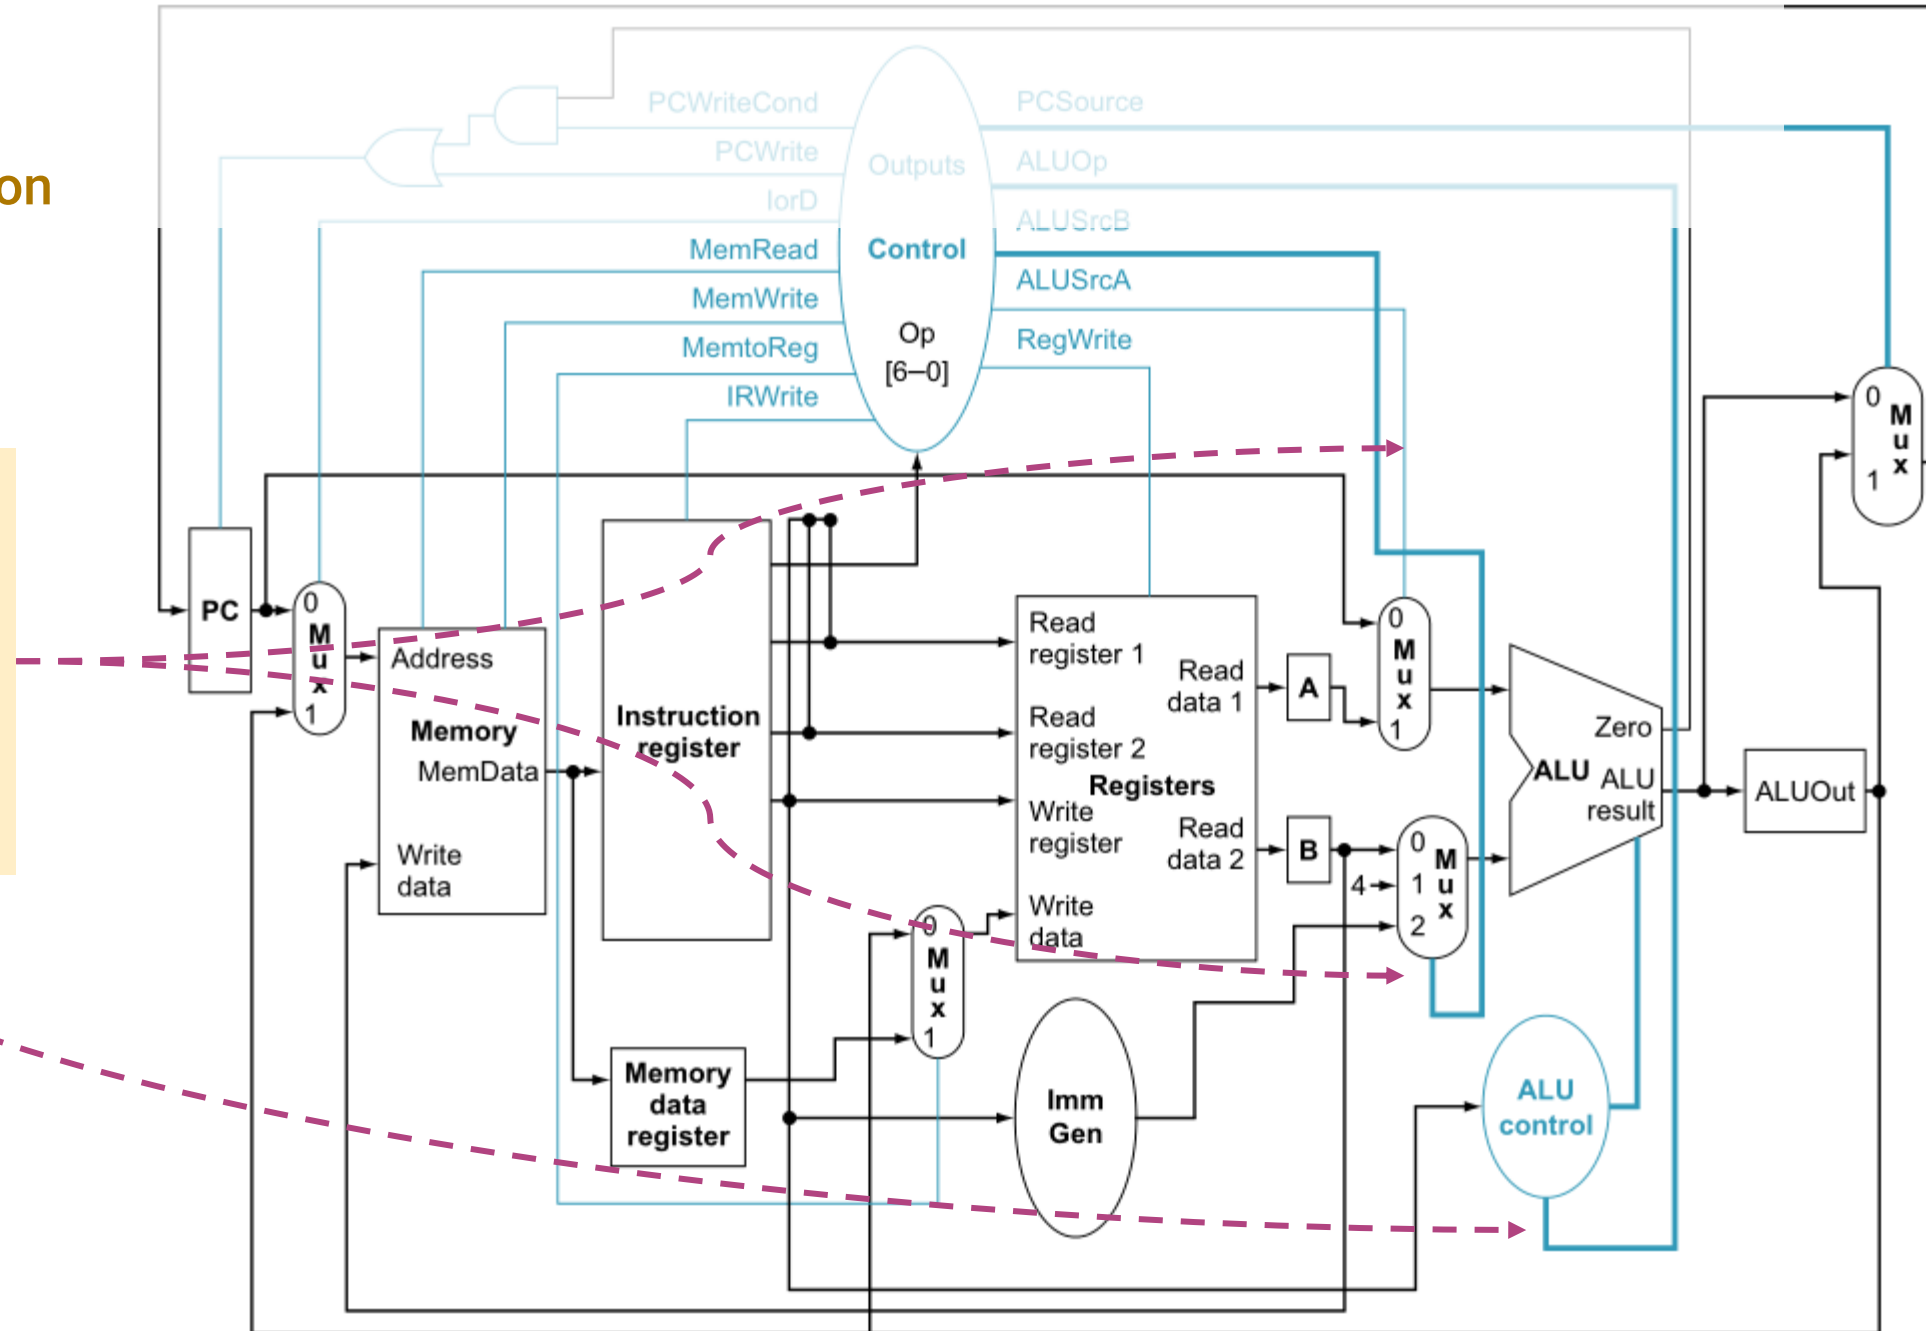 on
PCWriteCond
PCWrite
IorD
MemRead
MemWrite
MemtoReg
IRWrite
Outputs
Control
Op
[6–0]
PCSource
ALUOp
ALUSrcB
ALUSrcA
RegWrite
PC
0
M
u
x
1
Address
Memory
MemData
Write
data
Instruction
register
Memory
data
register
0
M
u
x
1
Read
register 1
Read
register 2
Registers
Write
register
Write
data
Read
data 1
Read
data 2
Imm
Gen
A
B
4
0
M
u
x
1
0
1
2
M
u
x
Zero
ALU
ALU
result
ALU
control
ALUOut
0
M
u
x
1